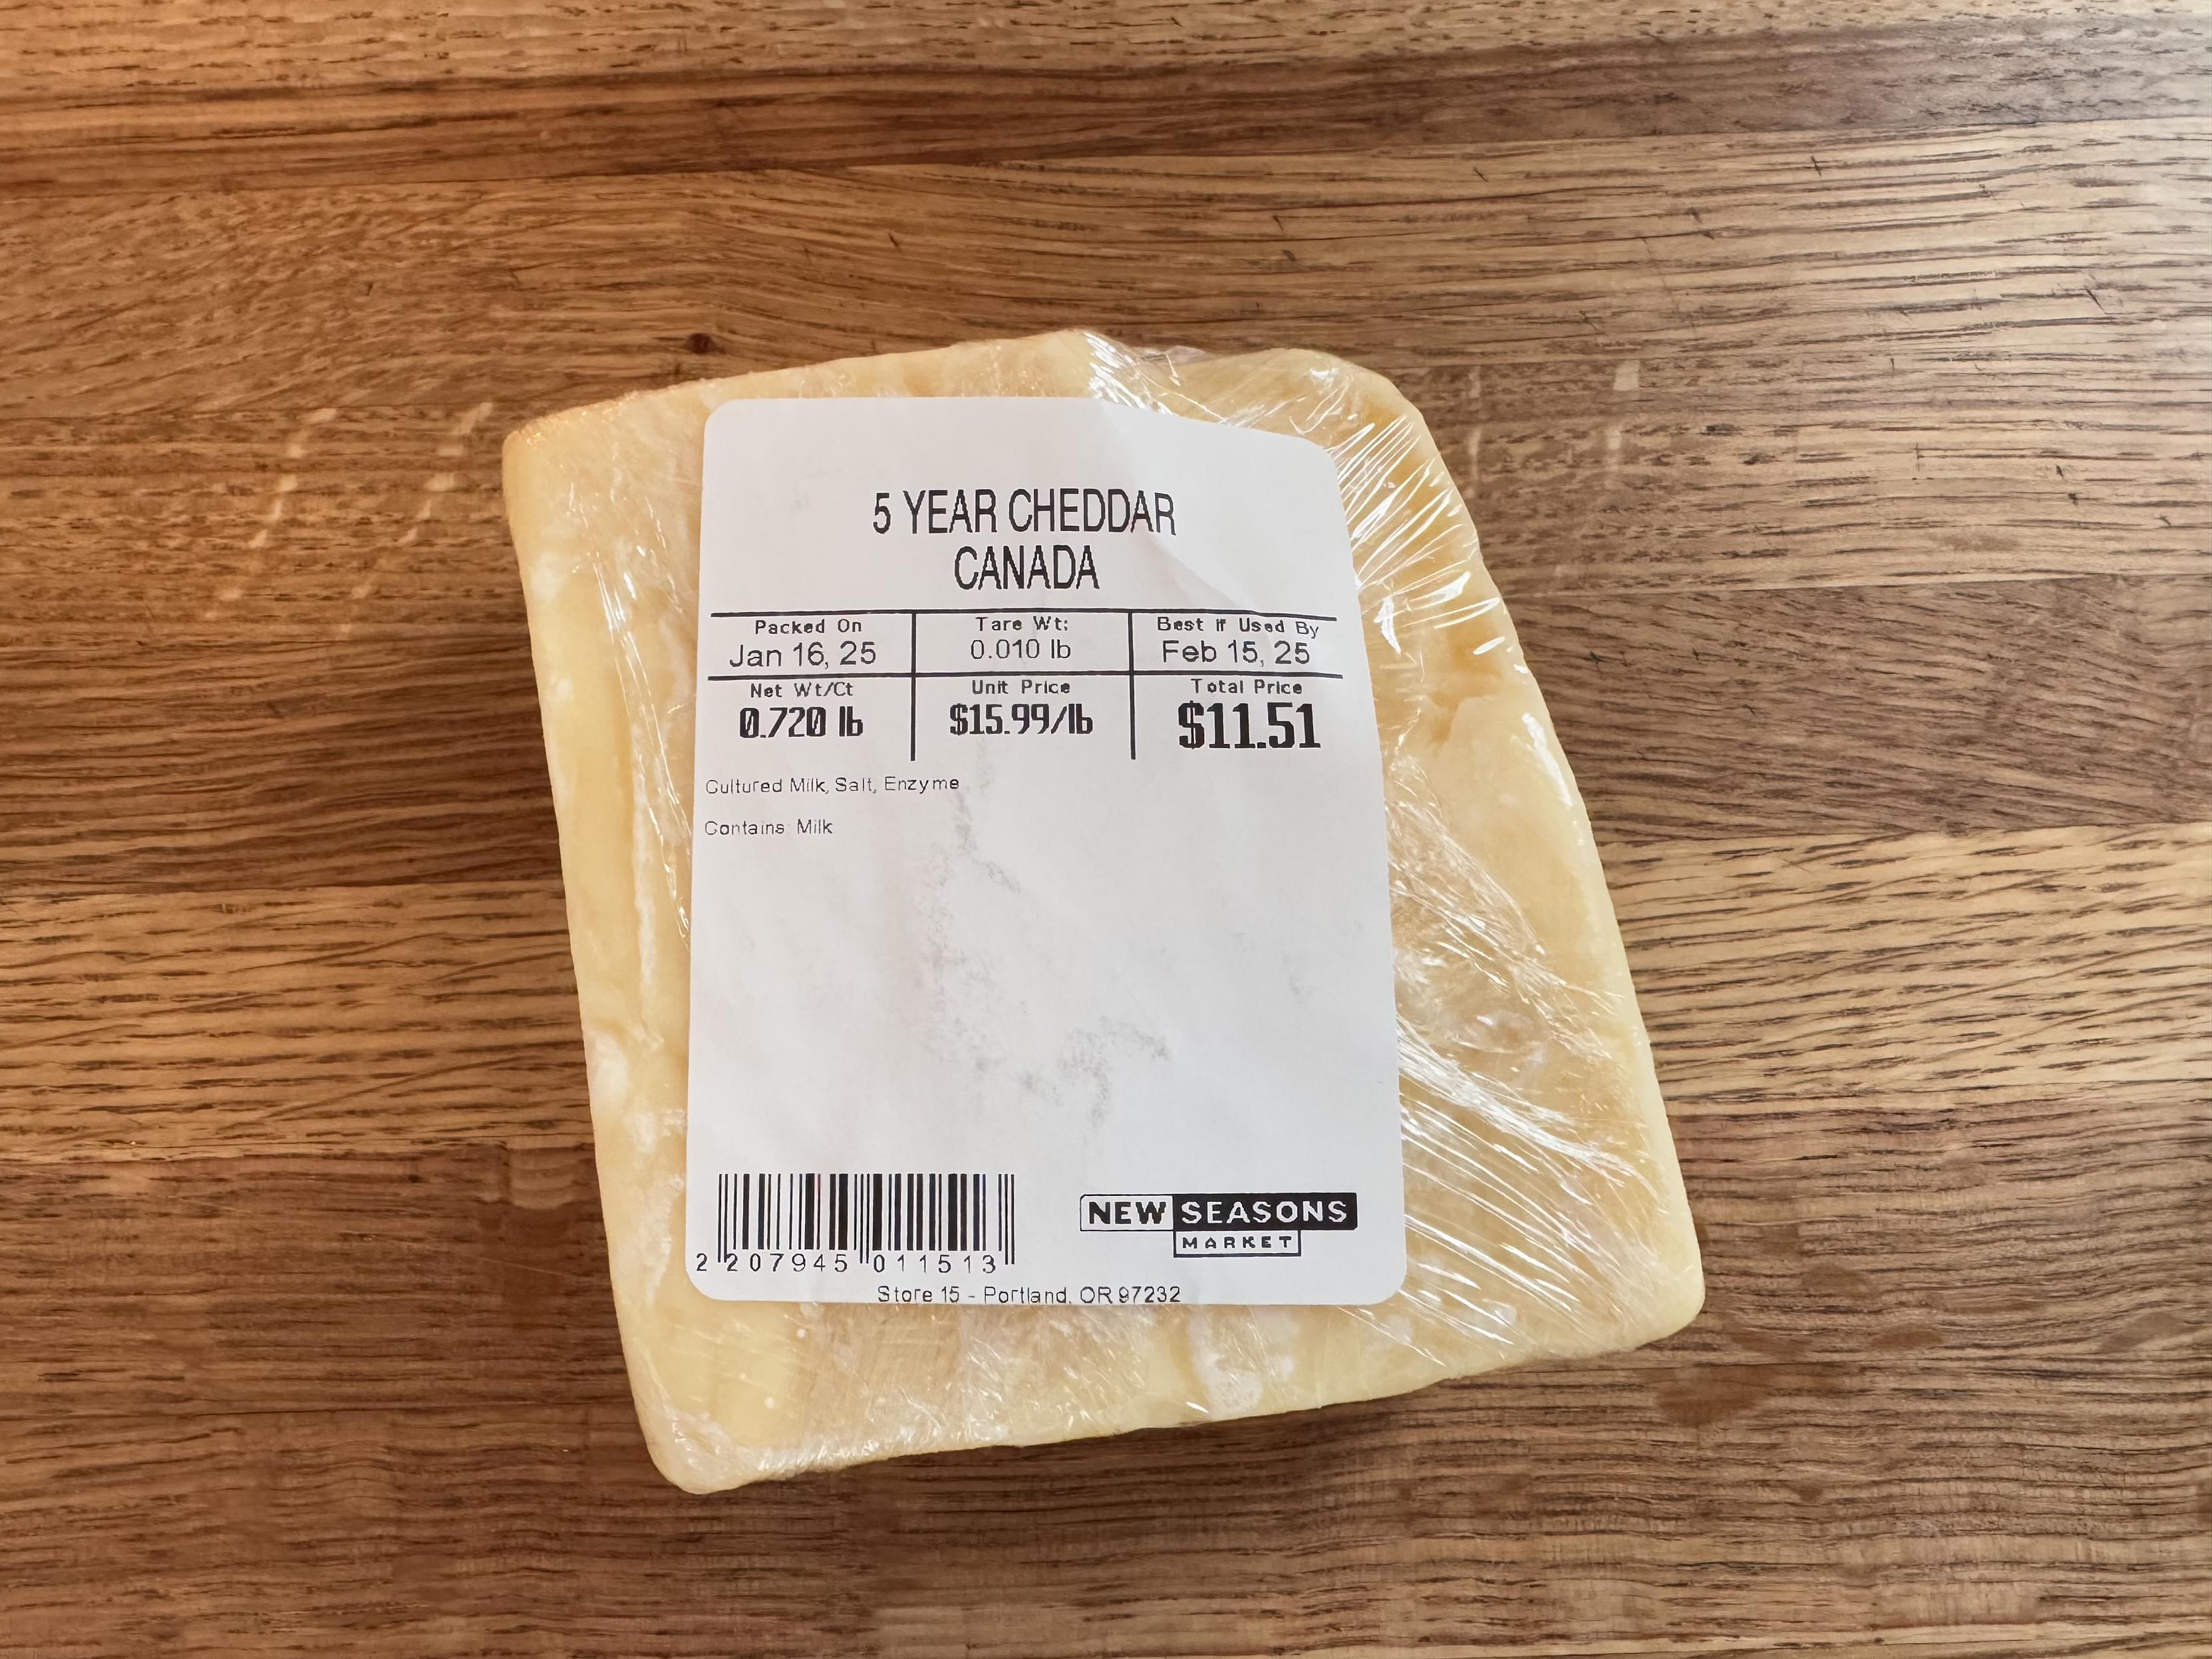 5 YEAR CHEDDAR
CANADA
Packed On
Jan 16, 25
Tare Wt:
0.010 lb
Best If Used By
Feb 15, 25
Net Wt/Ct
0.720 lb
Unit Price
$15.99/lb
Total Price
$11.51
Cultured Milk, Salt, Enzyme
Contains: Milk
2 207945 011513
NEW SEASONS
MARKET
Store 15 - Portland, OR 97232